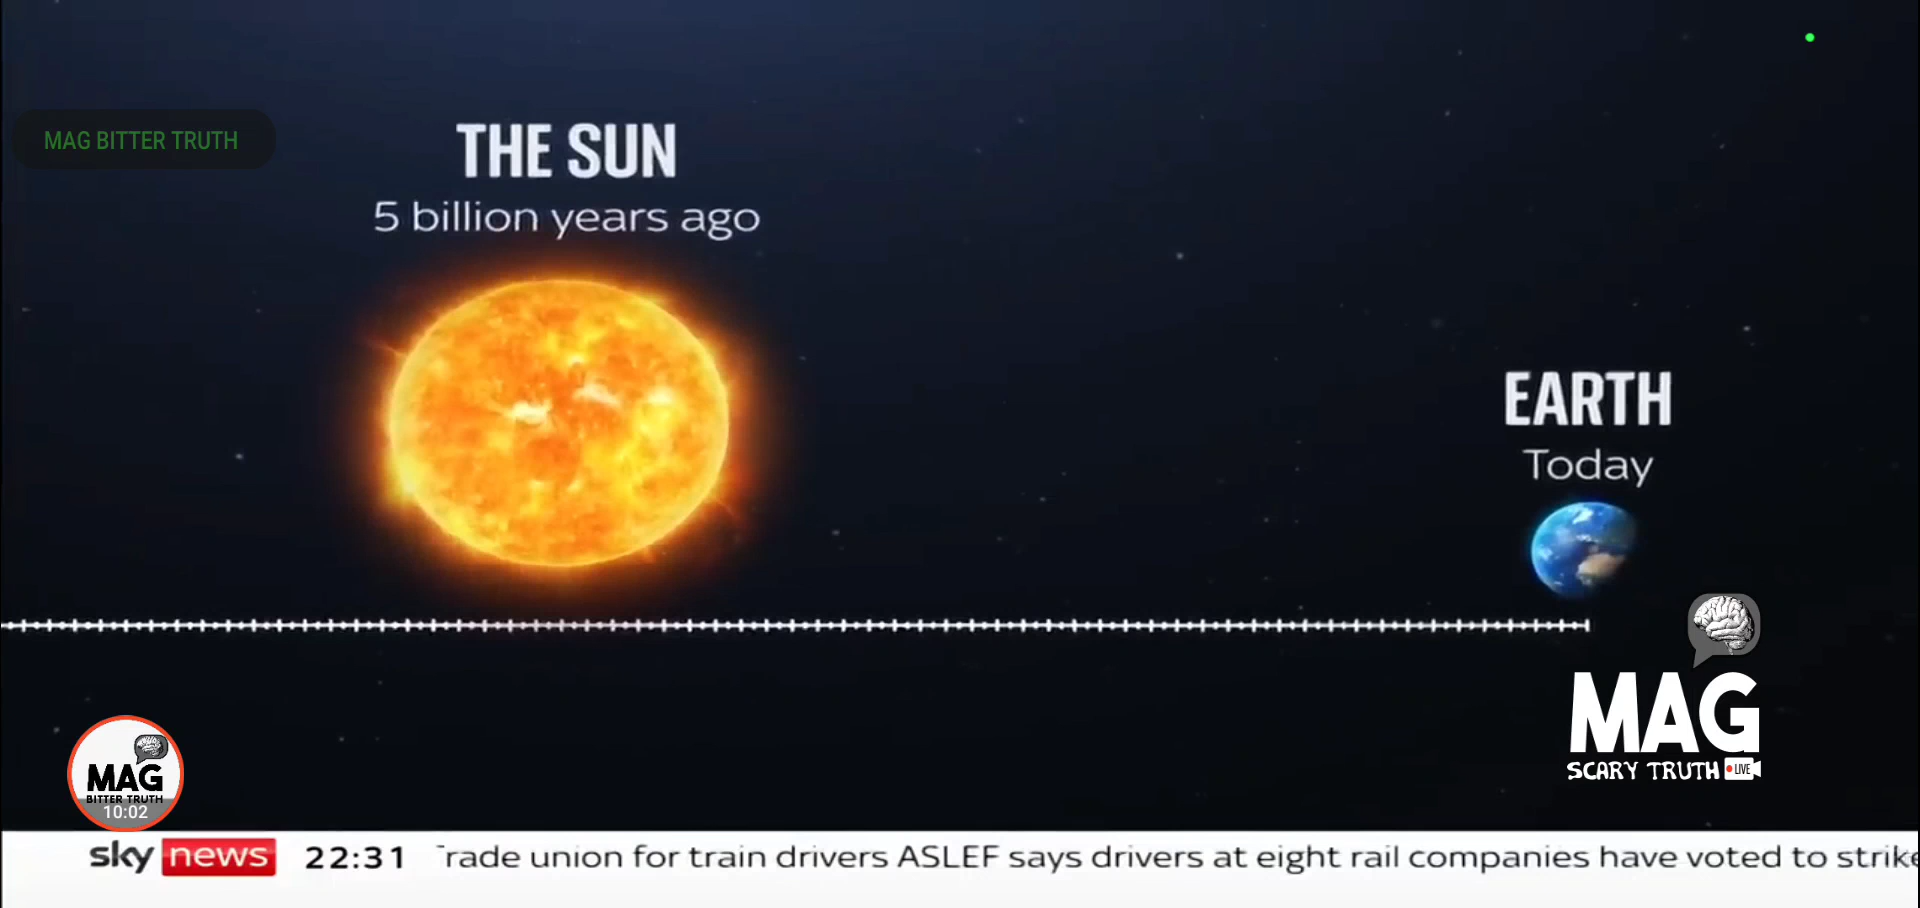 MAG BITTER TRUTH
THE SUN
5 billion years ago
EARTH
Today
MAG
SCARY TRUTH LIVE
MAG
BITTER TRUTH
10:02
sky news 22:31 rade union for train drivers ASLEF says drivers at eight rail companies have voted to strike